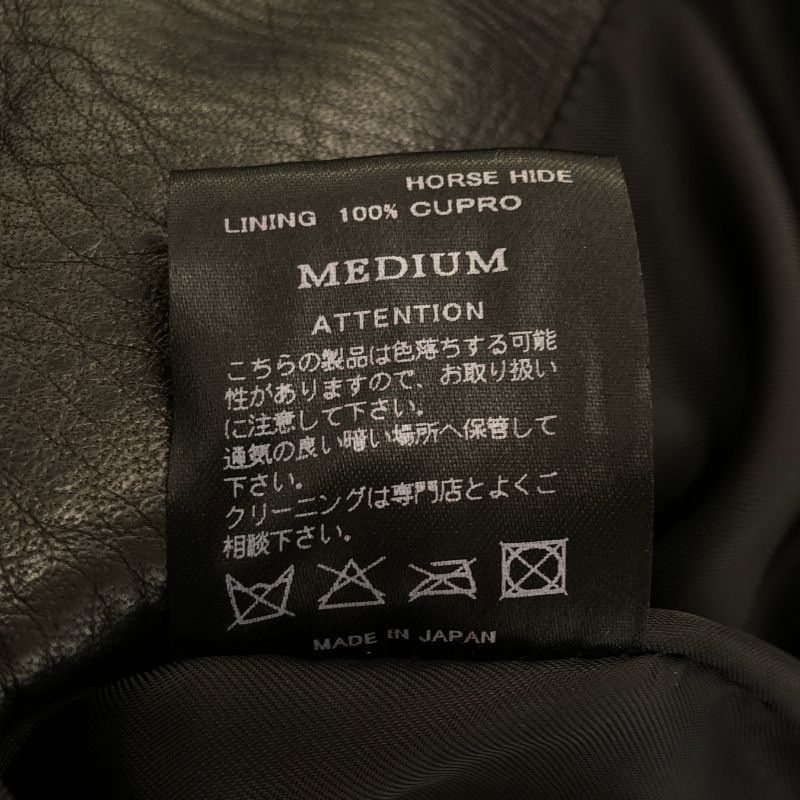 HORSE HIDE
LINING 100% CUPRO
MEDIUM
ATTENTION
こちらの製品は色落ちする可能
性がありますので、お取り扱い
に注意して下さい。
通気の良い暗い場所へ保管して
下さい。
クリーニングは専門店とよくご
相談下さい。
MADE IN JAPAN